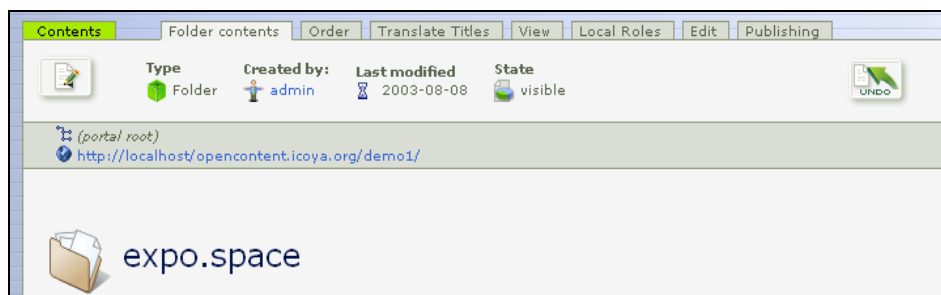 Contents Folder contents Order Translate Titles View Local Roles Edit Publishing
Type Created by: Last modified State
Folder admin 2003-08-08 visible
UNDO
(portal root)
http://localhost/opencontent.icoya.org/demo1/
expo.space